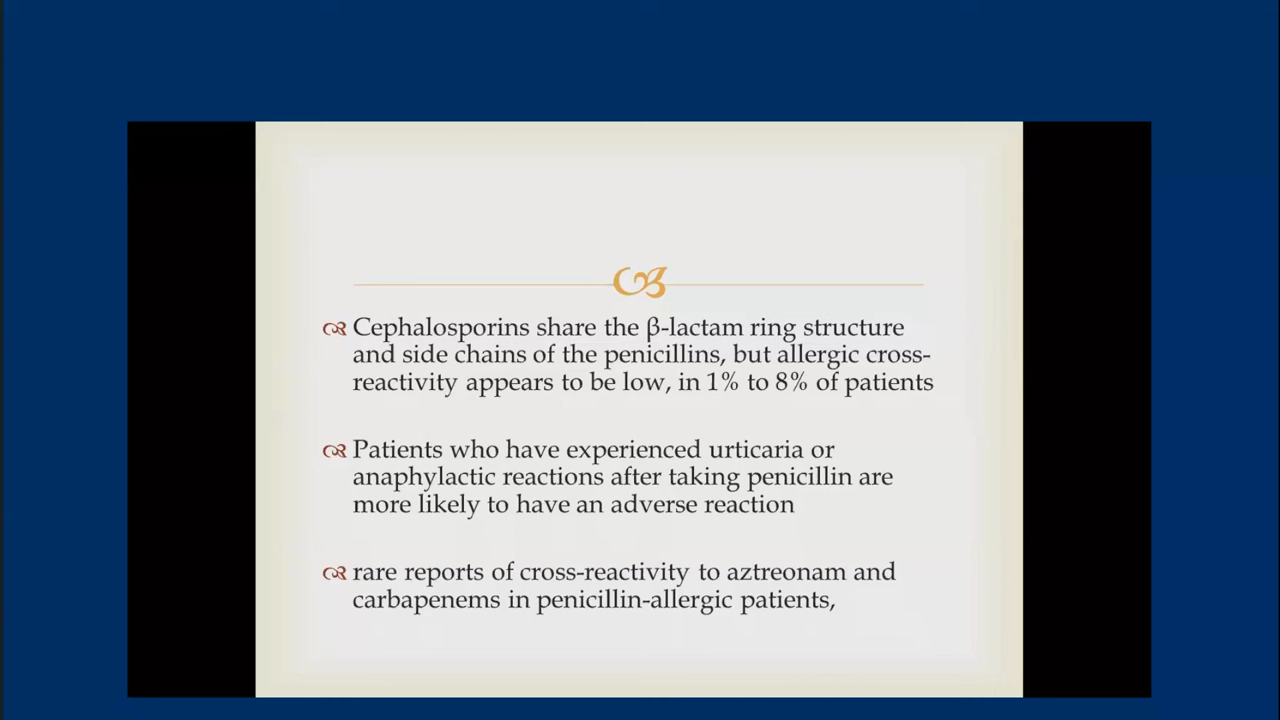 Cephalosporins share the β-lactam ring structure
and side chains of the penicillins, but allergic cross-
reactivity appears to be low, in 1% to 8% of patients
Patients who have experienced urticaria or
anaphylactic reactions after taking penicillin are
more likely to have an adverse reaction
rare reports of cross-reactivity to aztreonam and
carbapenems in penicillin-allergic patients,